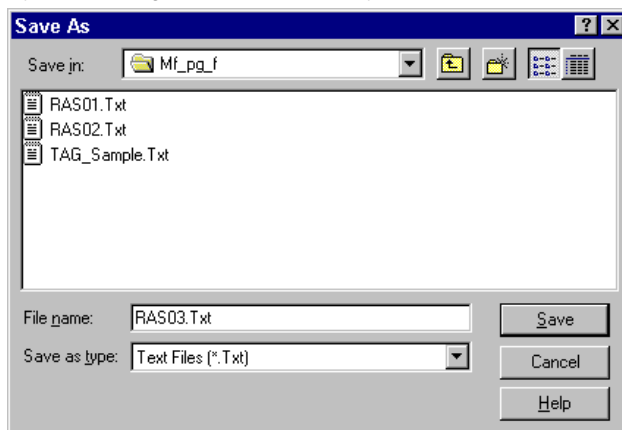 Save As
Save in: Mf_pg_f
RAS01.Txt
RAS02.Txt
TAG_Sample.Txt
File name: RAS03.Txt Save
Save as type: Text Files (*.Txt) Cancel
Help